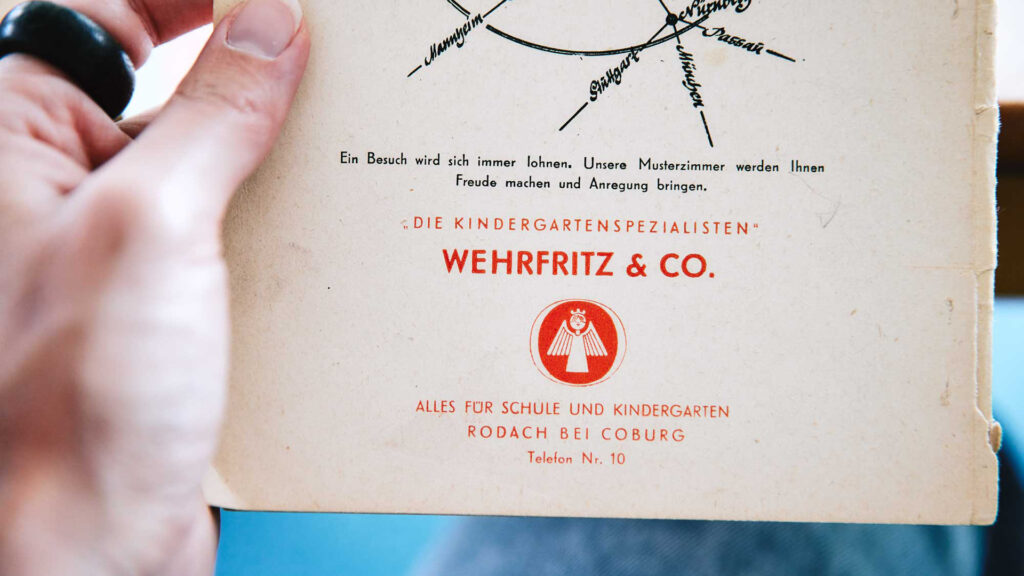 Mannheim
Nürnberg
Passau
Stuttgart
München
Ein Besuch wird sich immer lohnen. Unsere Musterzimmer werden Ihnen
Freude machen und Anregung bringen.
„DIE KINDERGARTENSPEZIALISTEN"
WEHRFRITZ & CO.
ALLES FÜR SCHULE UND KINDERGARTEN
RODACH BEI COBURG
Telefon Nr. 10